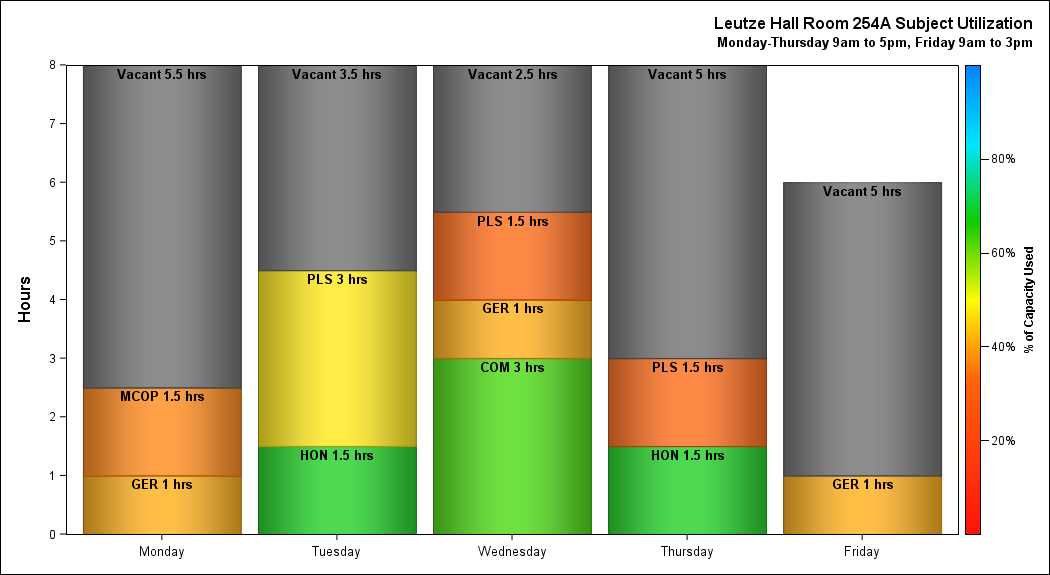 Leutze Hall Room 254A Subject Utilization
Monday-Thursday 9am to 5pm, Friday 9am to 3pm
8
7
6
5
4
3
2
1
0
Hours
Vacant 5.5 hrs
MCOP 1.5 hrs
GER 1 hrs
Vacant 3.5 hrs
PLS 3 hrs
HON 1.5 hrs
Vacant 2.5 hrs
PLS 1.5 hrs
GER 1 hrs
COM 3 hrs
Vacant 5 hrs
PLS 1.5 hrs
HON 1.5 hrs
Vacant 5 hrs
GER 1 hrs
Monday
Tuesday
Wednesday
Thursday
Friday
80%
60%
40%
20%
% of Capacity Used